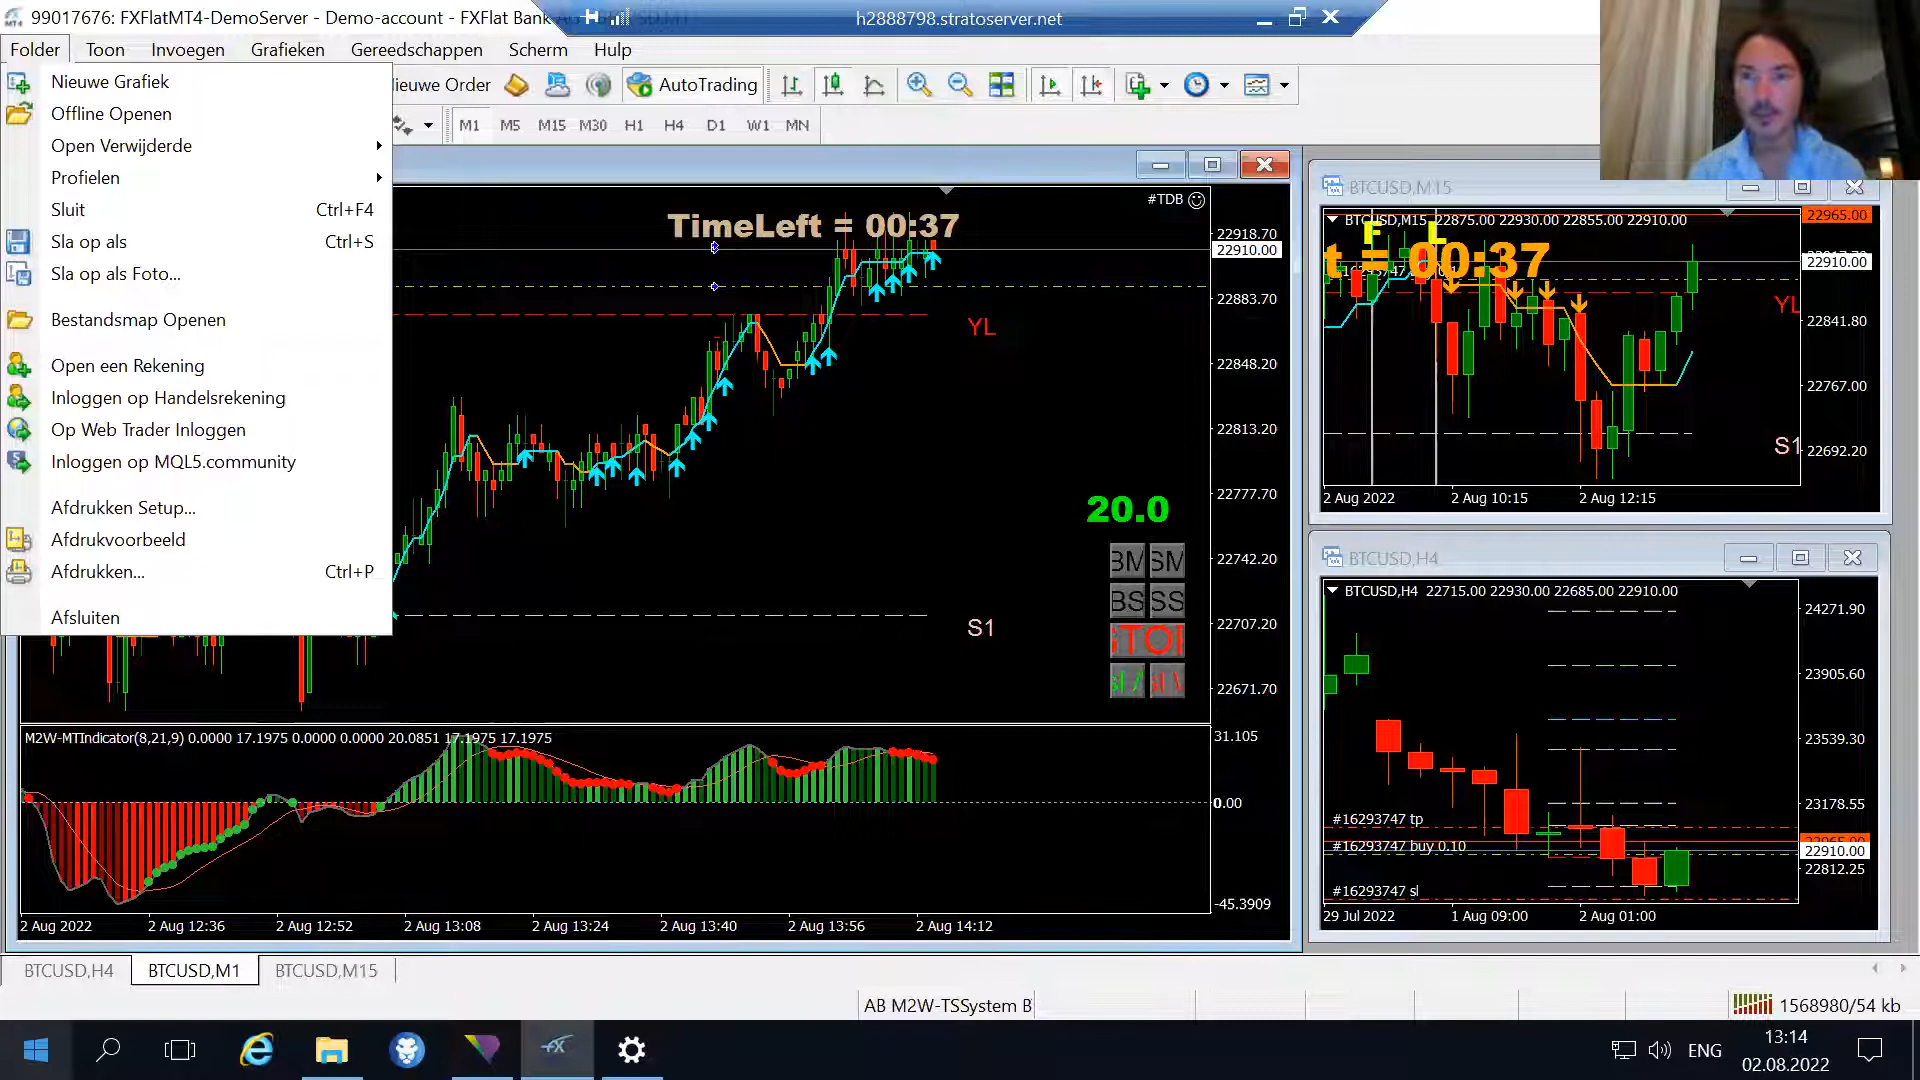 99017676: FXFlatMT4-DemoServer - Demo-account - FXFlat Bank
h2888798.stratoserver.net
Folder Toon Invoegen Grafieken Gereedschappen Scherm Hulp
Nieuwe Grafiek
Offline Openen
Open Verwijderde
Profielen
Sluit Ctrl+F4
Sla op als Ctrl+S
Sla op als Foto...
Bestandsmap Openen
Open een Rekening
Inloggen op Handelsrekening
Op Web Trader Inloggen
Inloggen op MQL5.community
Afdrukken Setup...
Afdrukvoorbeeld
Afdrukken... Ctrl+P
Afsluiten
ieuwe Order AutoTrading
M1 M5 M15 M30 H1 H4 D1 W1 MN
#TDB
TimeLeft = 00:37
22918.70
22910.00
22883.70
22848.20
22813.20
22777.70
22742.20
22707.20
22671.70
YL
S1
20.0
BM SM
BS SS
STOP
sl / sl \
M2W-MTIndicator(8,21,9) 0.0000 17.1975 0.0000 0.0000 20.0851 17.1975 17.1975
31.105
0.00
-45.3909
2 Aug 2022 2 Aug 12:36 2 Aug 12:52 2 Aug 13:08 2 Aug 13:24 2 Aug 13:40 2 Aug 13:56 2 Aug 14:12
BTCUSD,M15
BTCUSD,M15 22875.00 22930.00 22855.00 22910.00
F L
t = 00:37
22965.00
22910.00
22841.80
22767.00
22692.20
YL
S1
2 Aug 2022 2 Aug 10:15 2 Aug 12:15
BTCUSD,H4
BTCUSD,H4 22715.00 22930.00 22685.00 22910.00
24271.90
23905.60
23539.30
23178.55
22910.00
22812.25
#16293747 tp
#16293747 buy 0.10
#16293747 sl
29 Jul 2022 1 Aug 09:00 2 Aug 01:00
BTCUSD,H4 BTCUSD,M1 BTCUSD,M15
AB M2W-TSSystem B
1568980/54 kb
ENG
13:14
02.08.2022